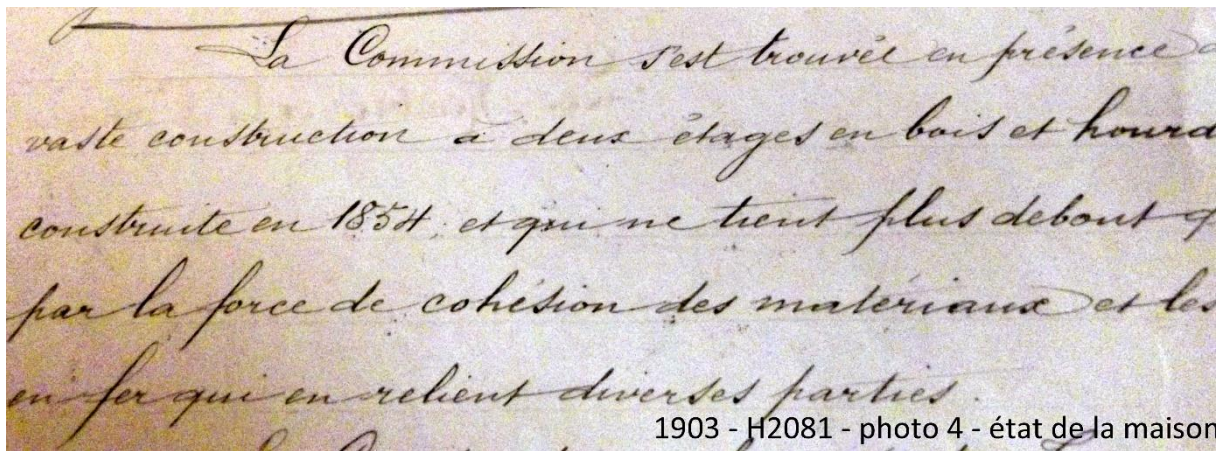 La Commission s'est trouvée en présence
vaste construction à deux étages en bois et hourd
construite en 1854, et qui ne tient plus debout q
par la force de cohésion des matériaux et les
en fer qui en relient diverses parties.
1903 - H2081 - photo 4 - état de la maison